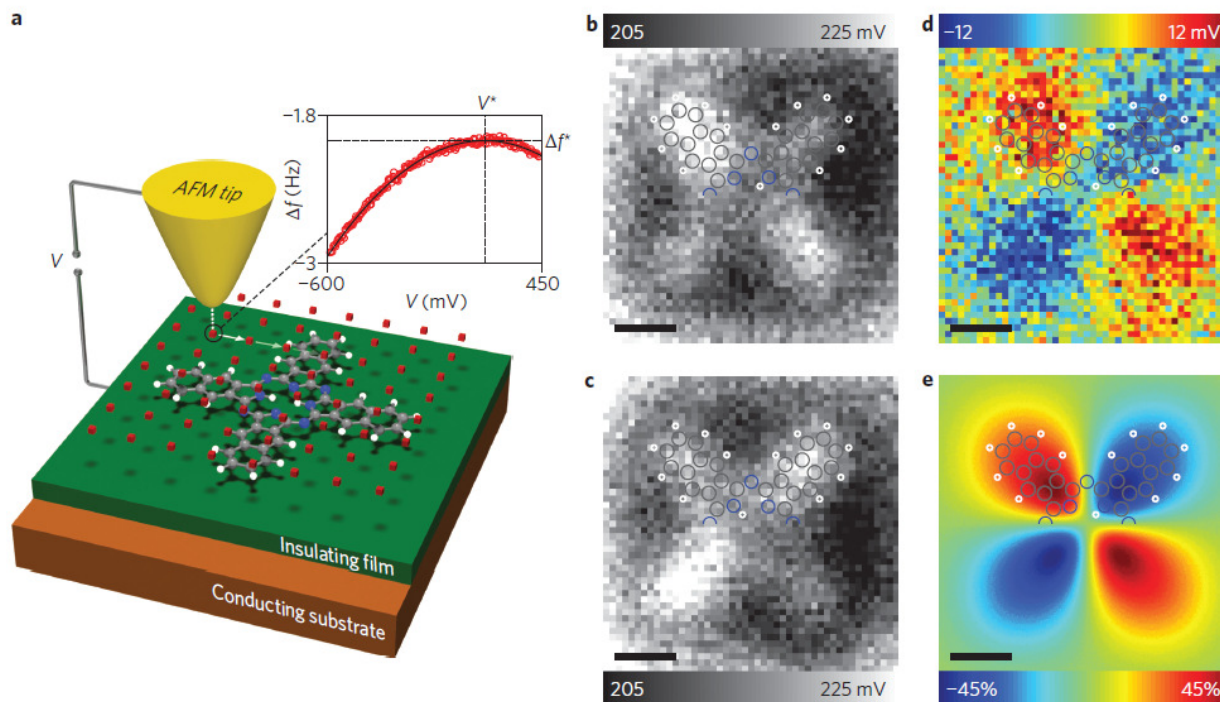 a
AFM tip
V
−1.8
V*
Δf*
Δf (Hz)
−3
−600
450
V (mV)
Insulating film
Conducting substrate
b
205
225 mV
c
205
225 mV
d
−12
12 mV
e
−45%
45%